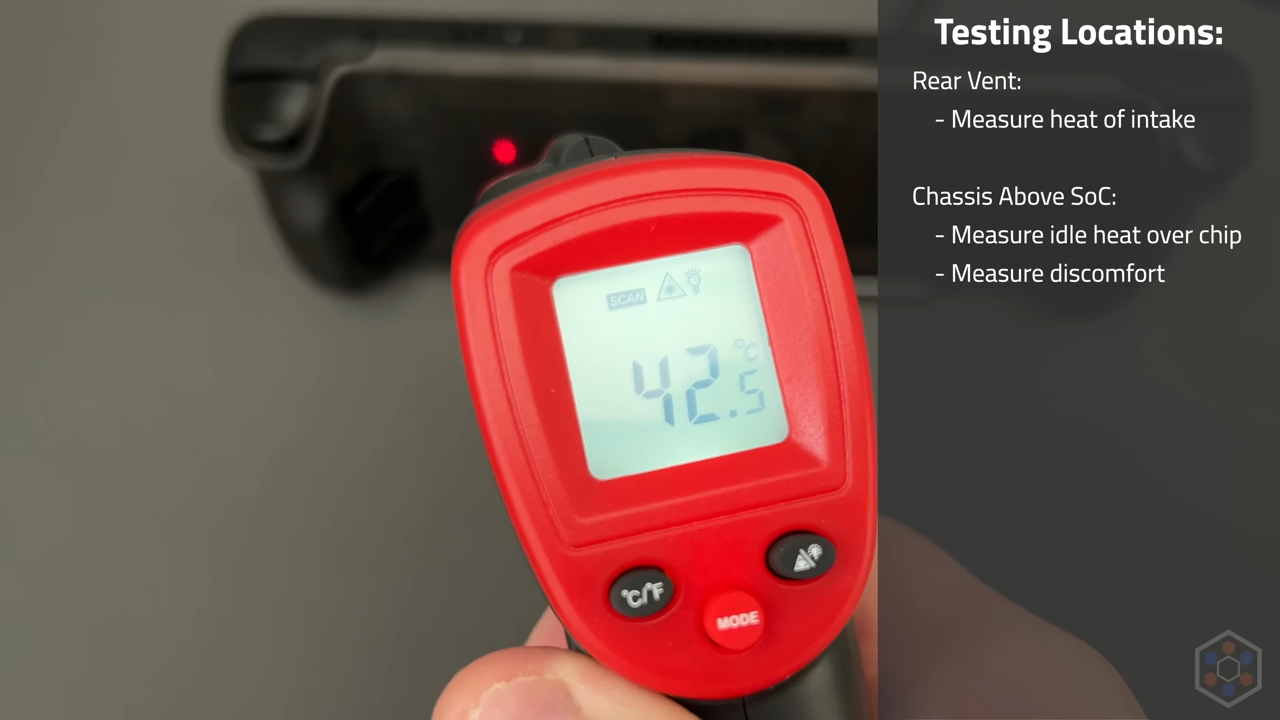 Testing Locations:
Rear Vent:
- Measure heat of intake
Chassis Above SoC:
- Measure idle heat over chip
- Measure discomfort
SCAN
°C
42.5
°C/°F
MODE